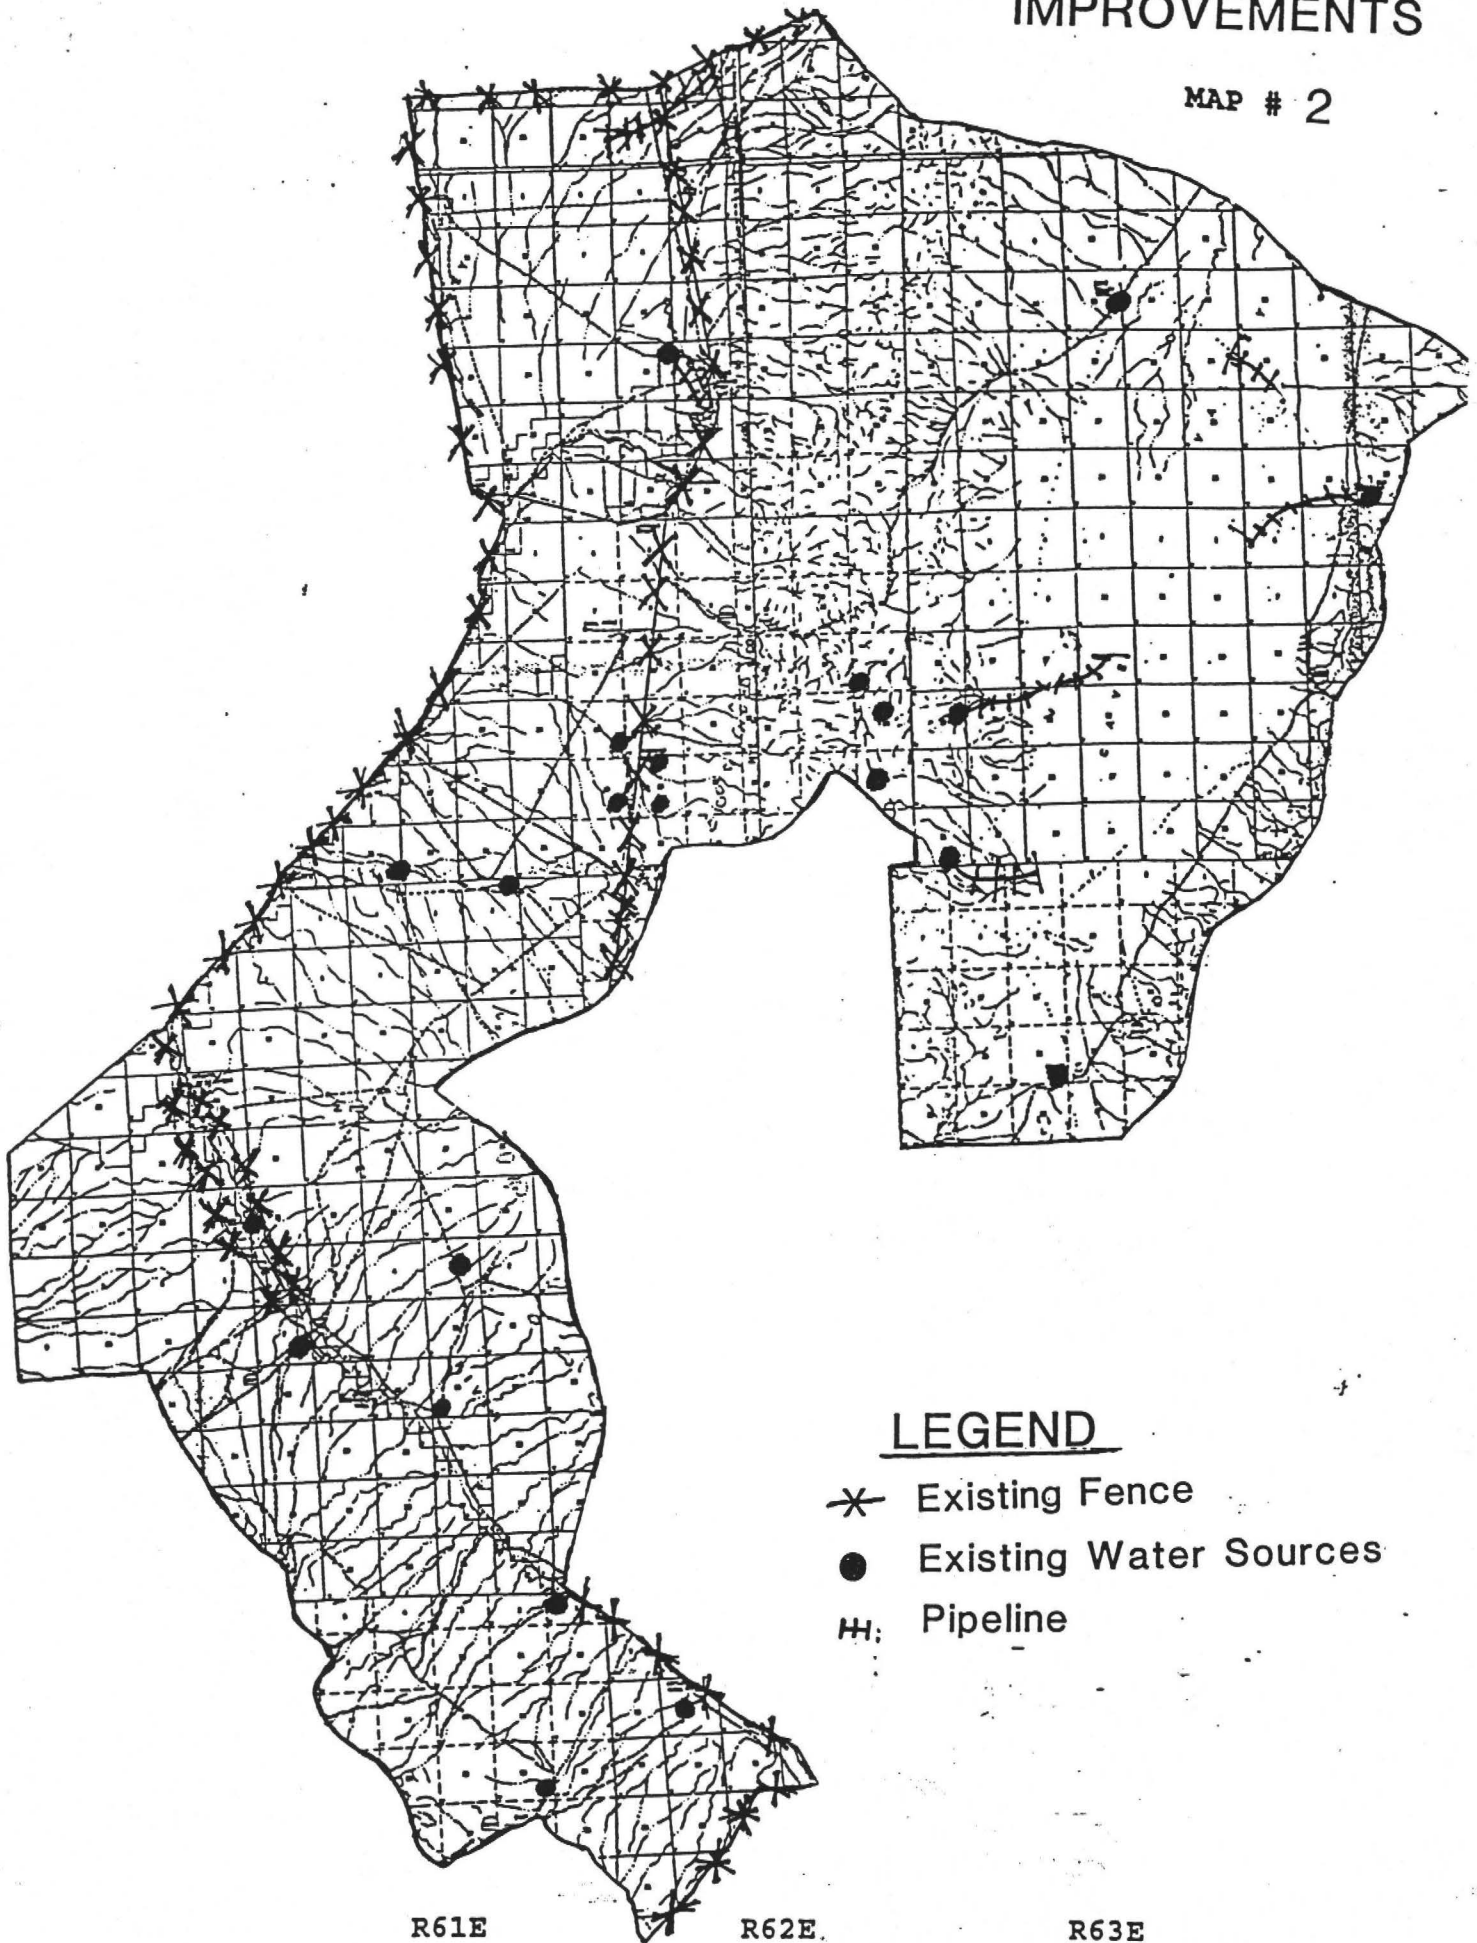 IMPROVEMENTS
MAP # 2
LEGEND
Existing Fence
Existing Water Sources
Pipeline
R61E
R62E
R63E